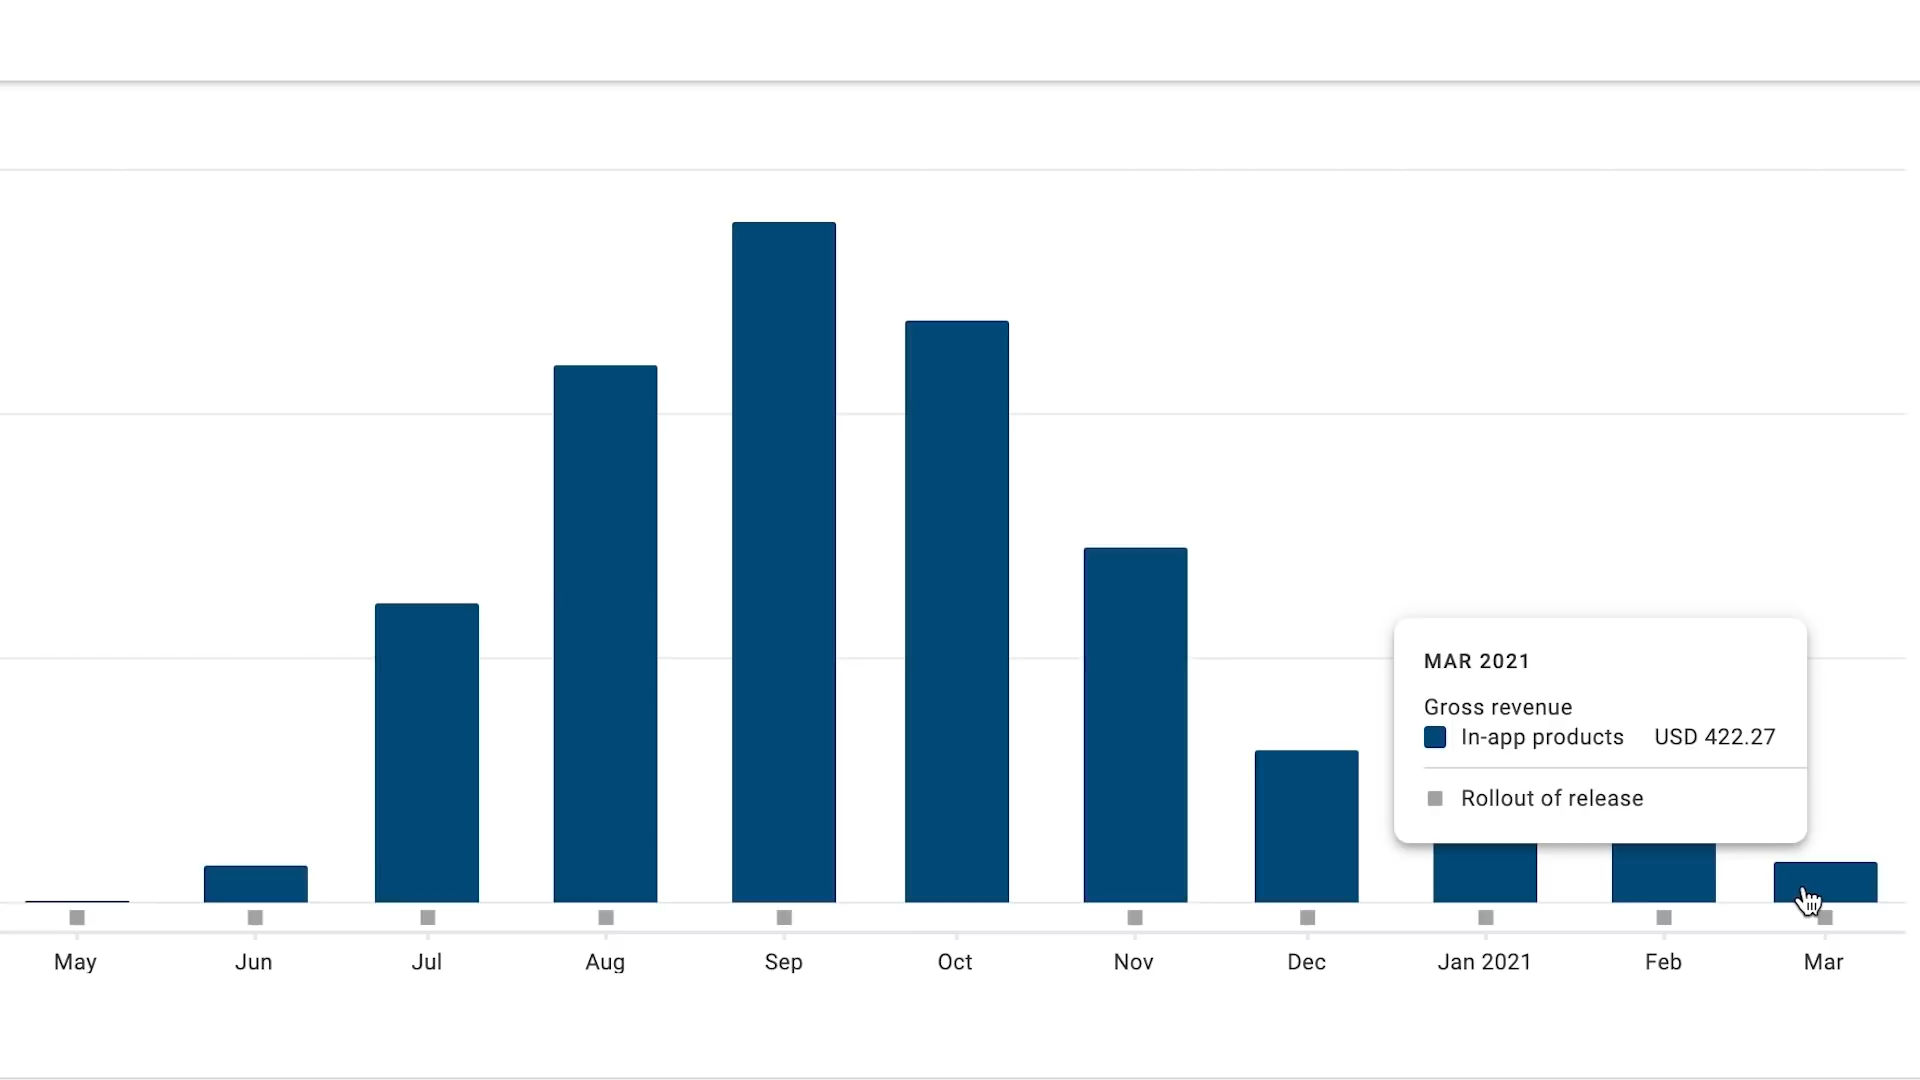 MAR 2021
Gross revenue
In-app products USD 422.27
Rollout of release
May Jun Jul Aug Sep Oct Nov Dec Jan 2021 Feb Mar